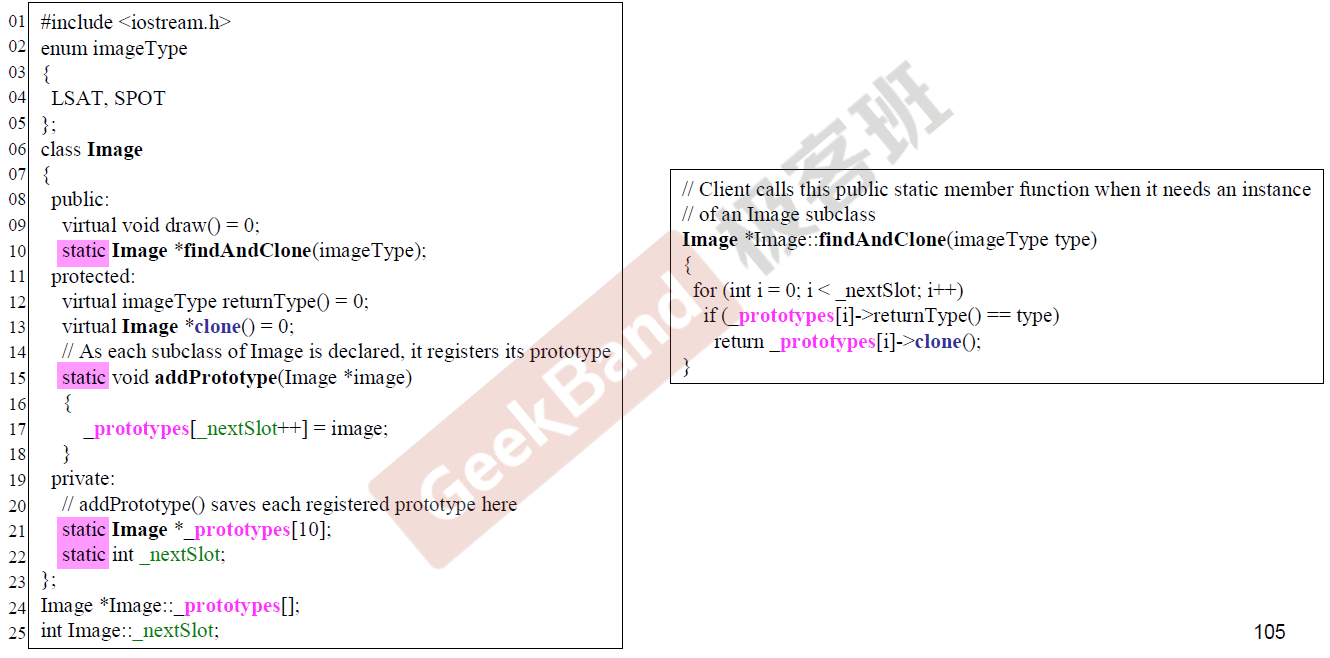 01 #include <iostream.h>
02 enum imageType
03 {
04 LSAT, SPOT
05 };
06 class Image
07 {
08 public:
09 virtual void draw() = 0;
10 static Image *findAndClone(imageType);
11 protected:
12 virtual imageType returnType() = 0;
13 virtual Image *clone() = 0;
14 // As each subclass of Image is declared, it registers its prototype
15 static void addPrototype(Image *image)
16 {
17 _prototypes[_nextSlot++] = image;
18 }
19 private:
20 // addPrototype() saves each registered prototype here
21 static Image *_prototypes[10];
22 static int _nextSlot;
23 };
24 Image *Image::_prototypes[];
25 int Image::_nextSlot;
// Client calls this public static member function when it needs an instance
// of an Image subclass
Image *Image::findAndClone(imageType type)
{
for (int i = 0; i < _nextSlot; i++)
if (_prototypes[i]->returnType() == type)
return _prototypes[i]->clone();
}
GeekBand 极客班
105